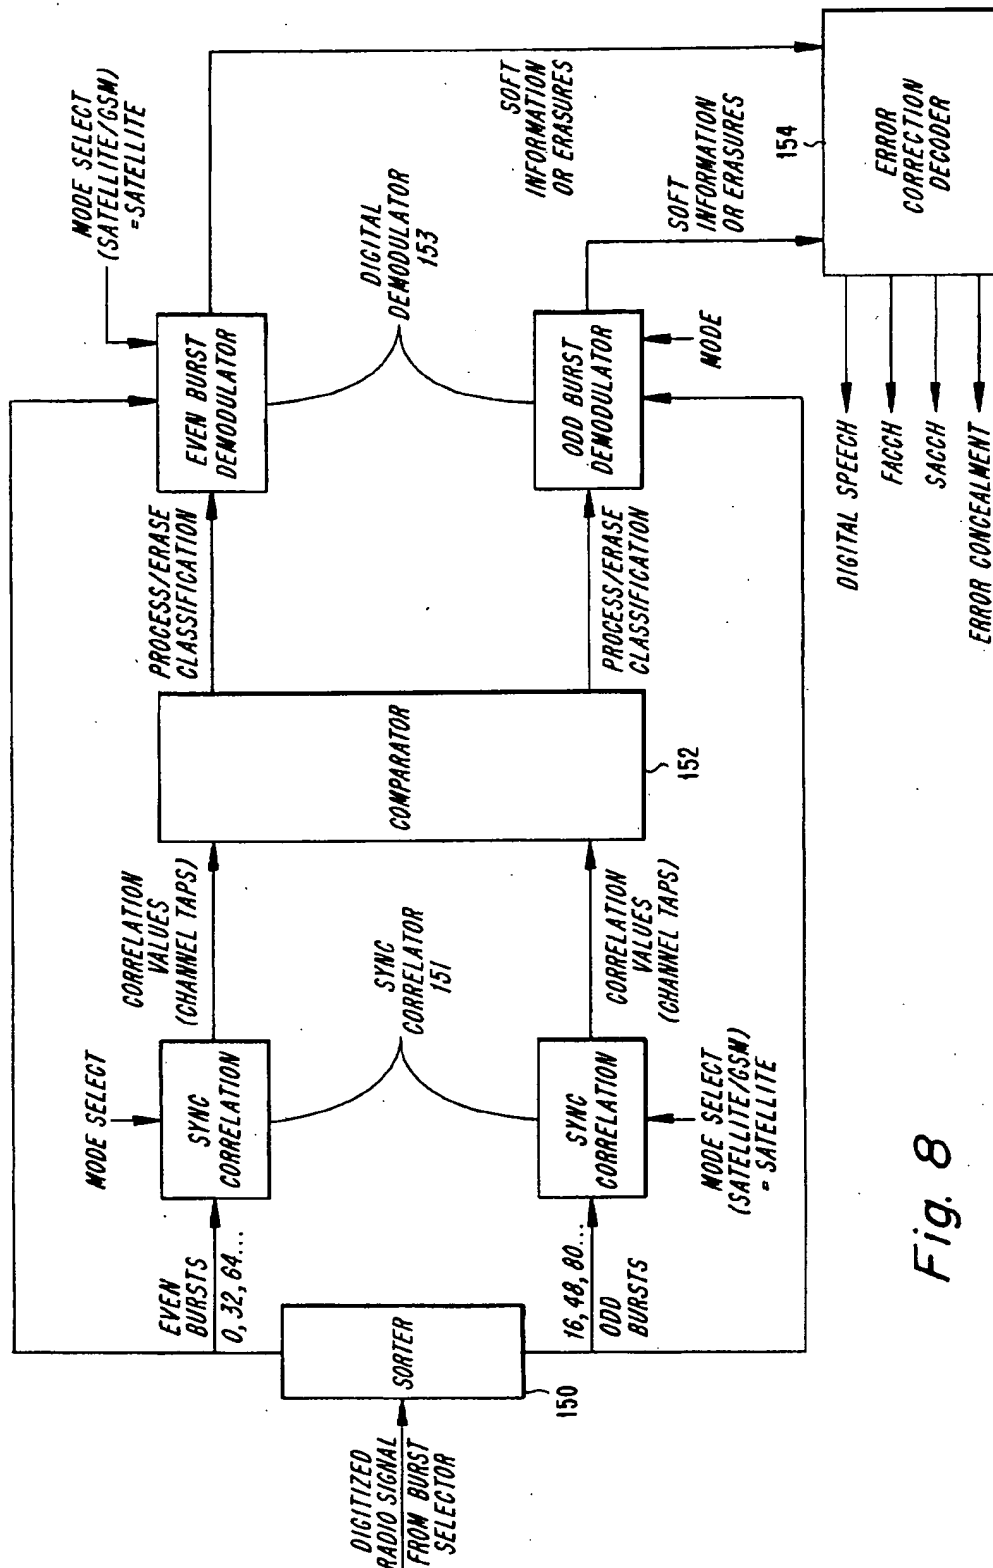 DIGITIZED
RADIO SIGNAL
FROM BURST
SELECTOR
SORTER
150
EVEN
BURSTS
0, 32, 64...
16, 48, 80...
ODD
BURSTS
MODE SELECT
SYNC
CORRELATION
SYNC
CORRELATOR
151
SYNC
CORRELATION
MODE SELECT
(SATELLITE/GSM)
= SATELLITE
CORRELATION
VALUES
(CHANNEL TAPS)
CORRELATION
VALUES
(CHANNEL TAPS)
COMPARATOR
152
PROCESS/ERASE
CLASSIFICATION
PROCESS/ERASE
CLASSIFICATION
MODE SELECT
(SATELLITE/GSM)
=SATELLITE
EVEN BURST
DEMODULATOR
DIGITAL
DEMODULATOR
153
ODD BURST
DEMODULATOR
MODE
SOFT
INFORMATION
OR ERASURES
SOFT
INFORMATION
OR ERASURES
154
ERROR
CORRECTION
DECODER
DIGITAL SPEECH
FACCH
SACCH
ERROR CONCEALMENT
Fig. 8